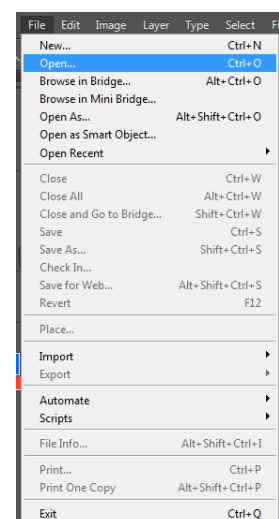 File Edit Image Layer Type Select
New... Ctrl+N
Open... Ctrl+O
Browse in Bridge... Alt+Ctrl+O
Browse in Mini Bridge...
Open As... Alt+Shift+Ctrl+O
Open as Smart Object...
Open Recent
Close Ctrl+W
Close All Alt+Ctrl+W
Close and Go to Bridge... Shift+Ctrl+W
Save Ctrl+S
Save As... Shift+Ctrl+S
Check In...
Save for Web... Alt+Shift+Ctrl+S
Revert F12
Place...
Import
Export
Automate
Scripts
File Info... Alt+Shift+Ctrl+I
Print... Ctrl+P
Print One Copy Alt+Shift+Ctrl+P
Exit Ctrl+Q